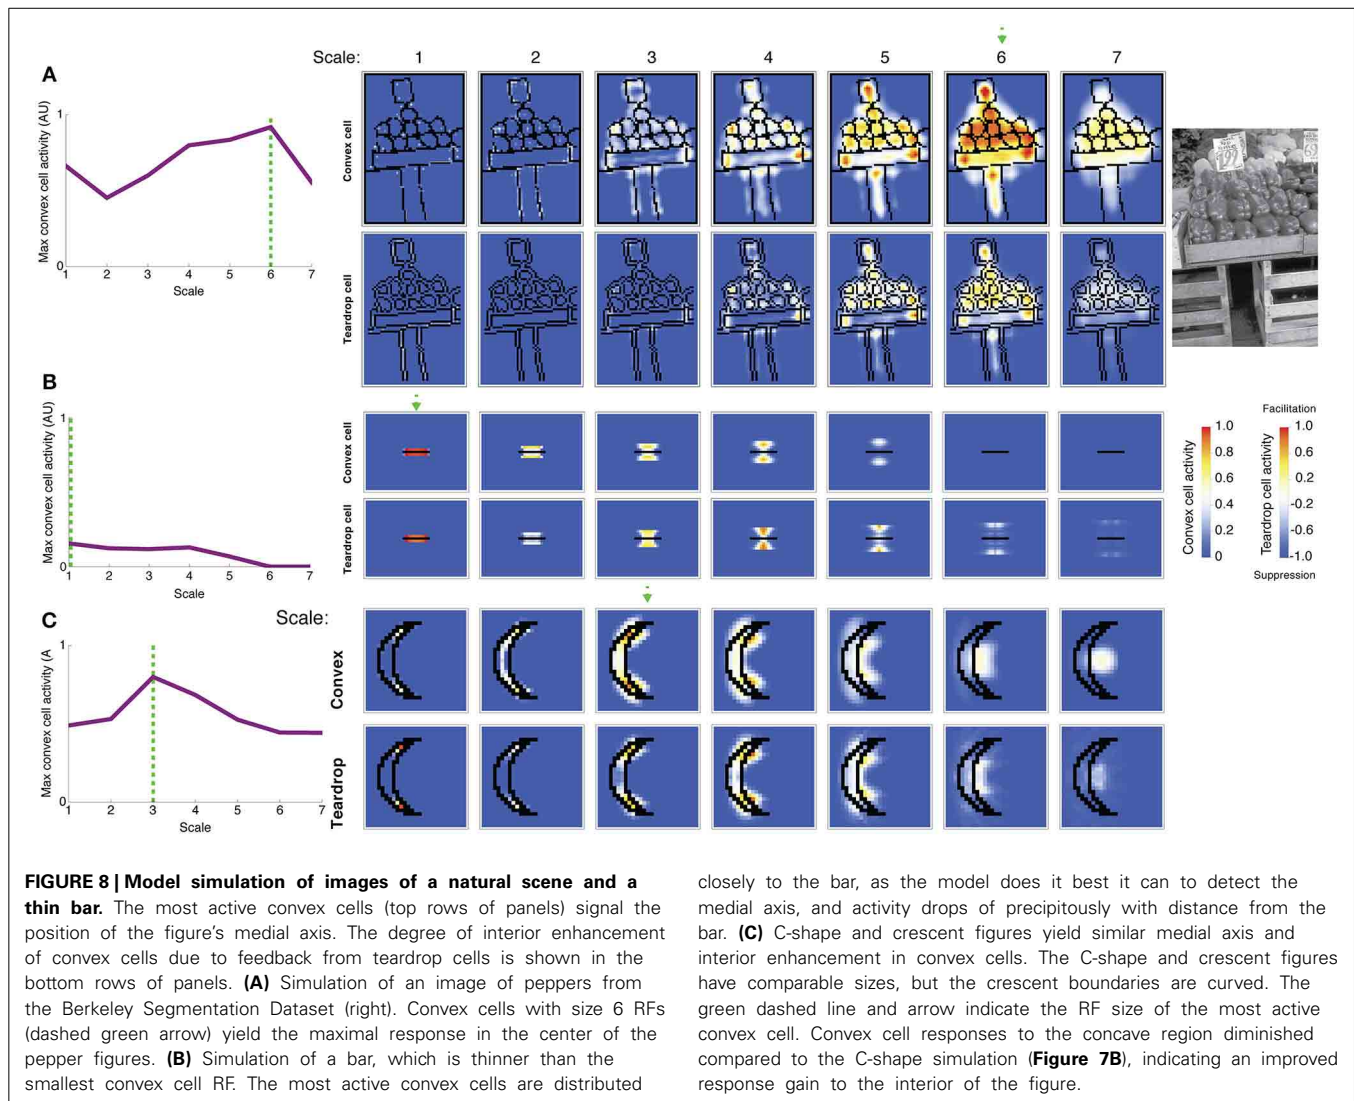 Scale: 1 2 3 4 5 6 7
A
Max convex cell activity (AU)
1
0
1 2 3 4 5 6 7
Scale
Convex cell
Teardrop cell
B
Max convex cell activity (AU)
1
0
1 2 3 4 5 6 7
Scale
Convex cell
Teardrop cell
Facilitation
Convex cell activity
1.0
0.8
0.6
0.4
0.2
0
Teardrop cell activity
1.0
0.6
0.2
-0.2
-0.6
-1.0
Suppression
C
Scale:
Max convex cell activity (A
1
0
1 2 3 4 5 6 7
Scale
Convex
Teardrop
FIGURE 8 | Model simulation of images of a natural scene and a
thin bar. The most active convex cells (top rows of panels) signal the
position of the figure's medial axis. The degree of interior enhancement
of convex cells due to feedback from teardrop cells is shown in the
bottom rows of panels. (A) Simulation of an image of peppers from
the Berkeley Segmentation Dataset (right). Convex cells with size 6 RFs
(dashed green arrow) yield the maximal response in the center of the
pepper figures. (B) Simulation of a bar, which is thinner than the
smallest convex cell RF. The most active convex cells are distributed
closely to the bar, as the model does it best it can to detect the
medial axis, and activity drops of precipitously with distance from the
bar. (C) C-shape and crescent figures yield similar medial axis and
interior enhancement in convex cells. The C-shape and crescent figures
have comparable sizes, but the crescent boundaries are curved. The
green dashed line and arrow indicate the RF size of the most active
convex cell. Convex cell responses to the concave region diminished
compared to the C-shape simulation (Figure 7B), indicating an improved
response gain to the interior of the figure.